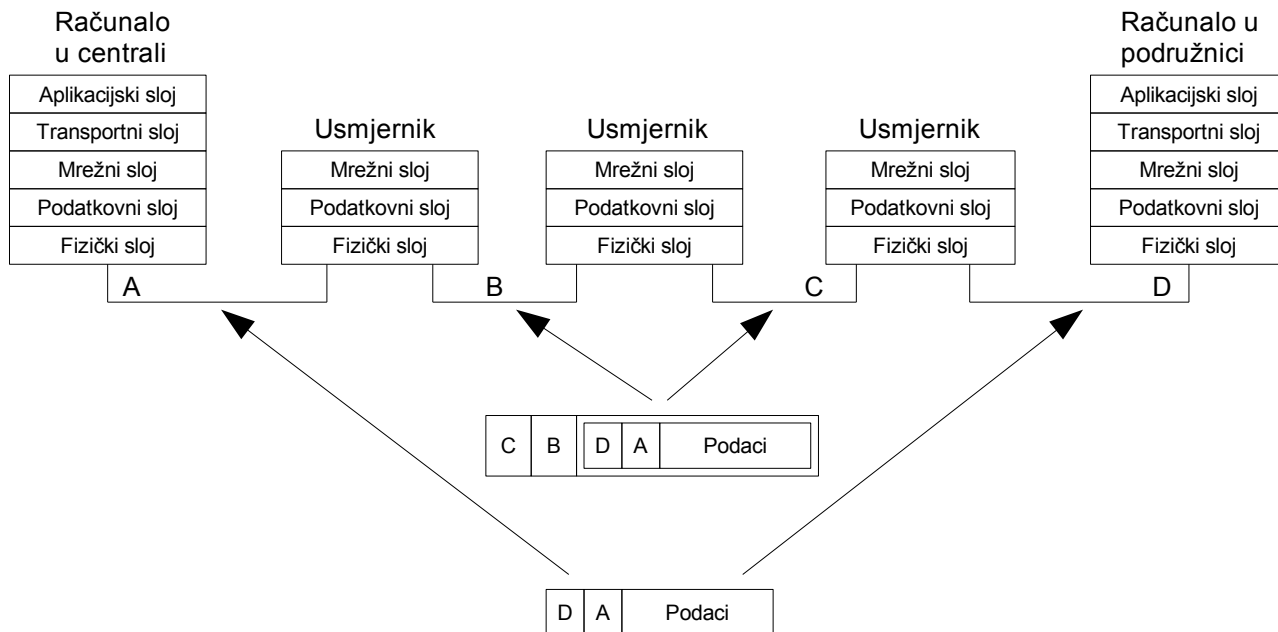 Računalo
u centrali
Računalo u
podružnici
Aplikacijski sloj
Transportni sloj
Mrežni sloj
Podatkovni sloj
Fizički sloj
Usmjernik
Mrežni sloj
Podatkovni sloj
Fizički sloj
Usmjernik
Mrežni sloj
Podatkovni sloj
Fizički sloj
Usmjernik
Mrežni sloj
Podatkovni sloj
Fizički sloj
Aplikacijski sloj
Transportni sloj
Mrežni sloj
Podatkovni sloj
Fizički sloj
A
B
C
D
C B D A Podaci
D A Podaci